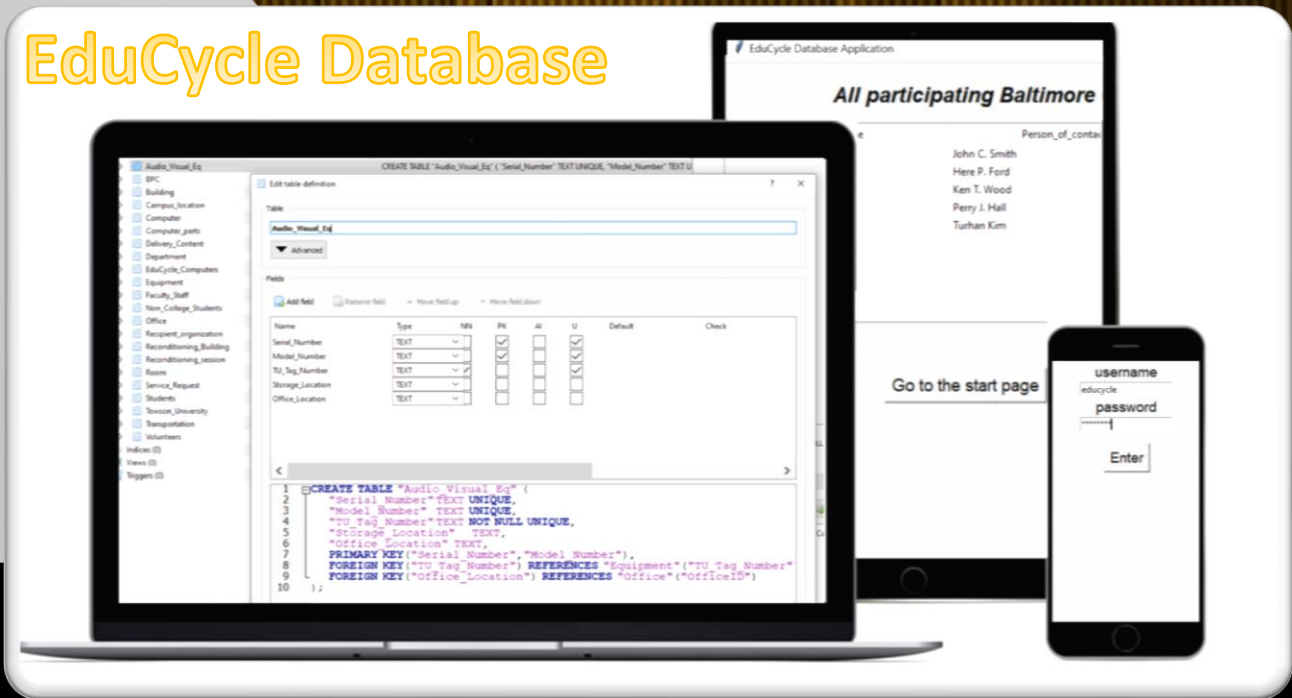 EduCycle Database
EduCycle Database Application
All participating Baltimore
Person_of_contac
John C. Smith
Here P. Ford
Ken T. Wood
Perry J. Hall
Turhan Kim
Go to the start page
username
educycle
password
********
Enter
Audio_Visual_Eq
CREATE TABLE "Audio_Visual_Eq" ( "Serial_Number" TEXT UNIQUE, "Model_Number" TEXT U
BPC
Building
Campus_location
Computer
Computer_parts
Delivery_Content
Department
EduCycle_Computers
Equipment
Faculty_Staff
Non_College_Students
Office
Recipient_organization
Reconditioning_Building
Reconditioning_session
Room
Service_Request
Students
Towson_University
Transportation
Volunteers
Indices (0)
Views (0)
Triggers (0)
Edit table definition
? ×
Table
Audio_Visual_Eq
Advanced
Fields
Add field Remove field Move field up Move field down
Name Type NN PK AI U Default Check
Serial_Number TEXT
Model_Number TEXT
TU_Tag_Number TEXT
Storage_Location TEXT
Office_Location TEXT
1 CREATE TABLE "Audio_Visual_Eq" (
2 "Serial_Number" TEXT UNIQUE,
3 "Model_Number" TEXT UNIQUE,
4 "TU_Tag_Number" TEXT NOT NULL UNIQUE,
5 "Storage_Location" TEXT,
6 "Office_Location" TEXT,
7 PRIMARY KEY("Serial_Number","Model_Number"),
8 FOREIGN KEY("TU_Tag_Number") REFERENCES "Equipment"("TU_Tag_Number"
9 FOREIGN KEY("Office_Location") REFERENCES "Office"("OfficeID")
10 );